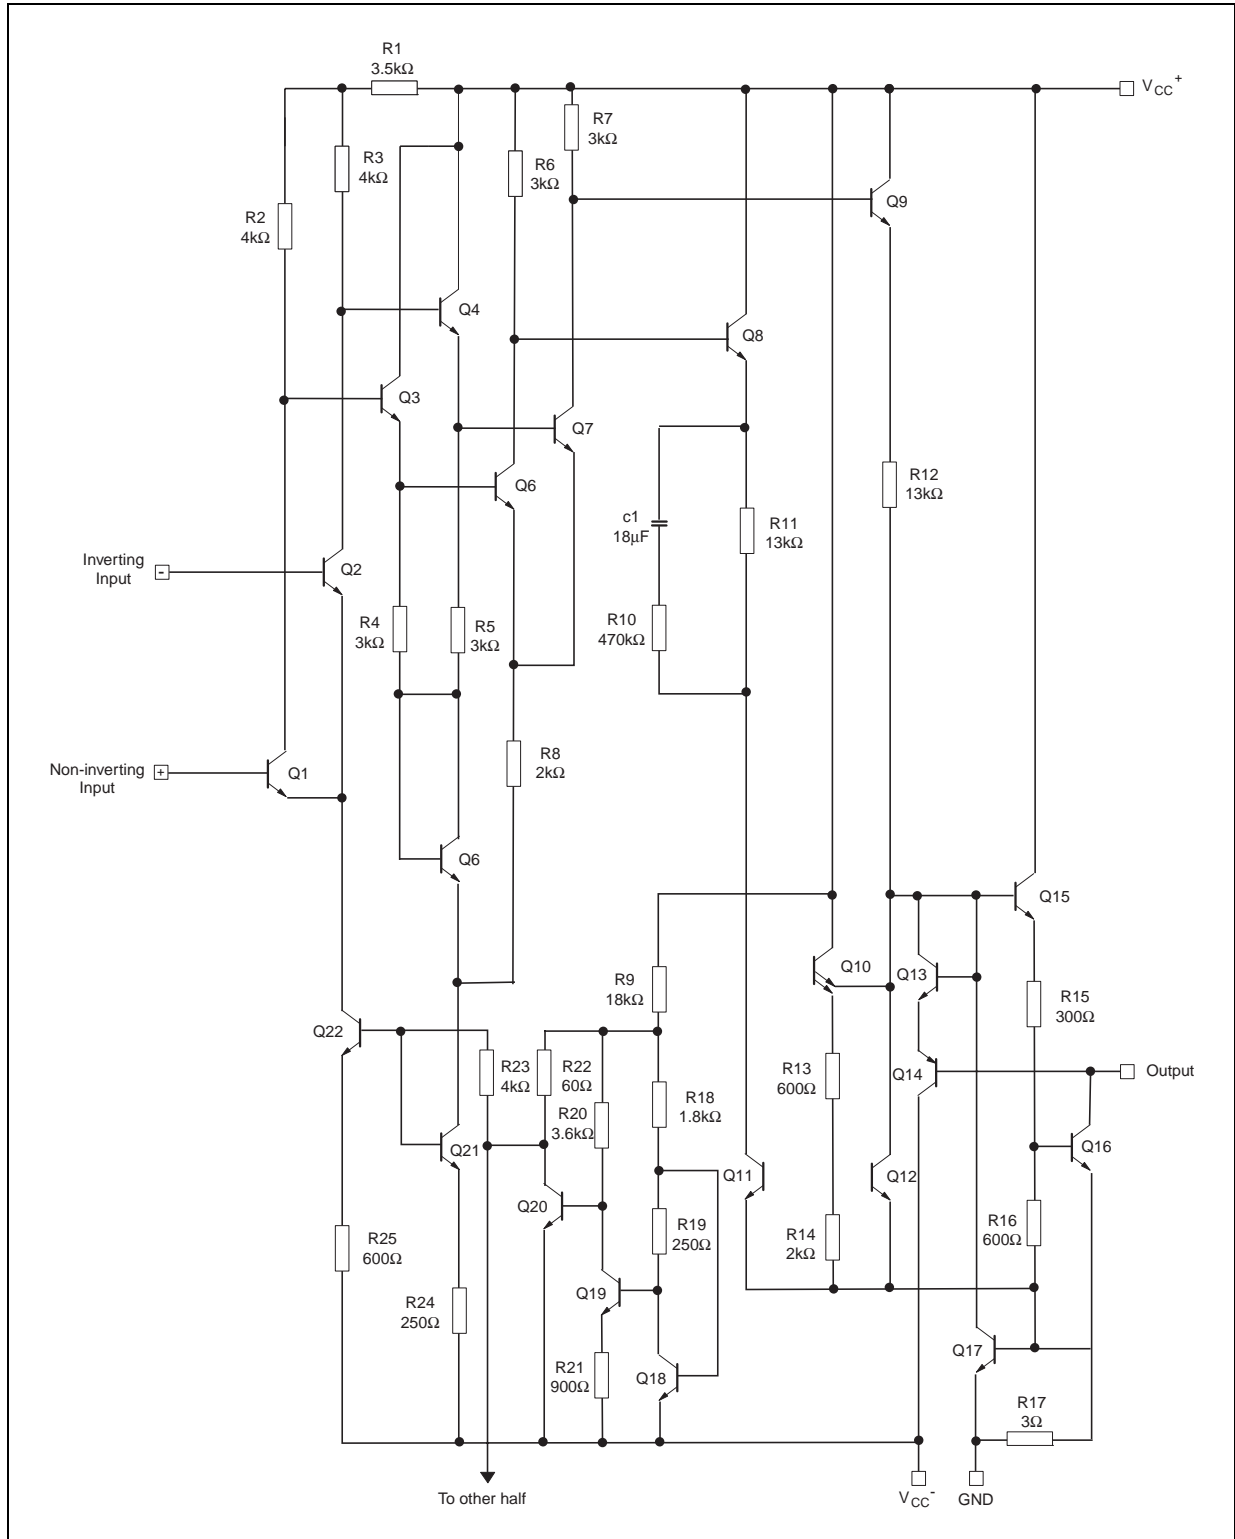 R1
3.5kΩ
VCC+
R7
3kΩ
R3
4kΩ
R6
3kΩ
Q9
R2
4kΩ
Q4
Q8
Q3
Q7
R12
13kΩ
Q6
c1
18µF
R11
13kΩ
Inverting
Input
-
Q2
R4
3kΩ
R5
3kΩ
R10
470kΩ
R8
2kΩ
Non-inverting
Input
+
Q1
Q6
Q15
R9
18kΩ
Q10
Q13
R15
300Ω
Q22
R23
4kΩ
R22
60Ω
R13
600Ω
Q14
Output
R18
1.8kΩ
R20
3.6kΩ
Q21
Q11
Q12
Q16
Q20
R19
250Ω
R14
2kΩ
R16
600Ω
R25
600Ω
Q19
R24
250Ω
Q17
R21
900Ω
Q18
R17
3Ω
To other half
VCC-
GND